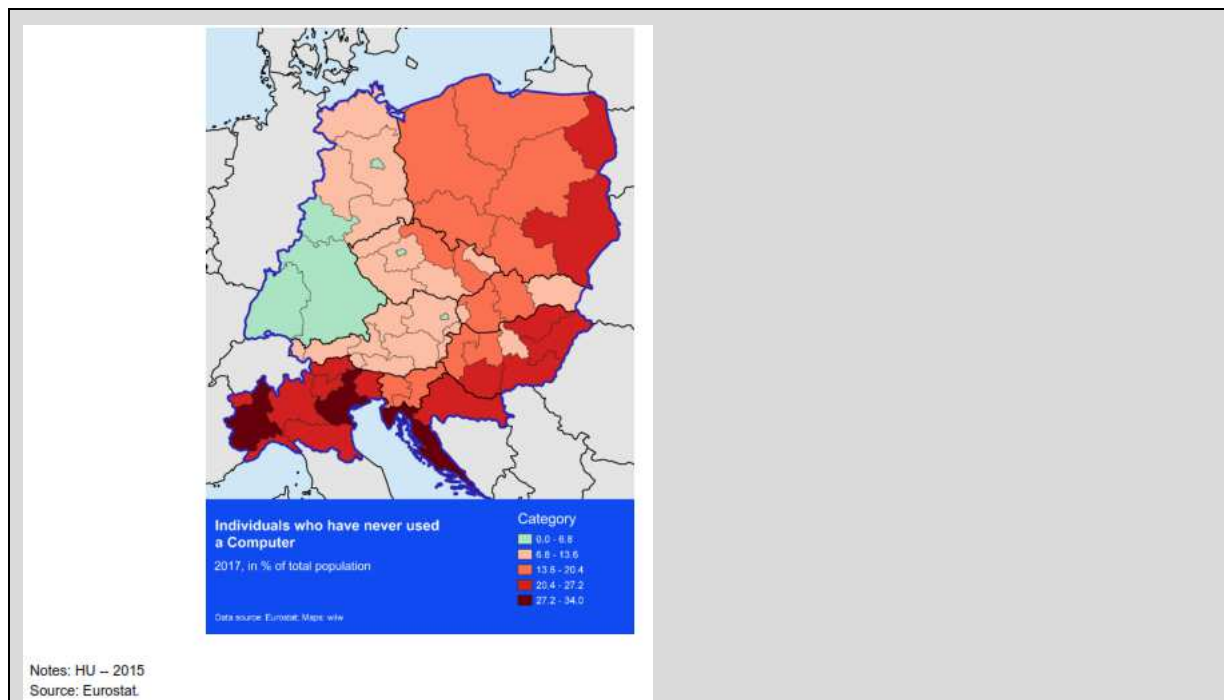 Individuals who have never used
a Computer
2017, in % of total population
Data source: Eurostat; Maps: wiiw
Category
0.0 - 6.8
6.8 - 13.6
13.6 - 20.4
20.4 - 27.2
27.2 - 34.0
Notes: HU -- 2015
Source: Eurostat.